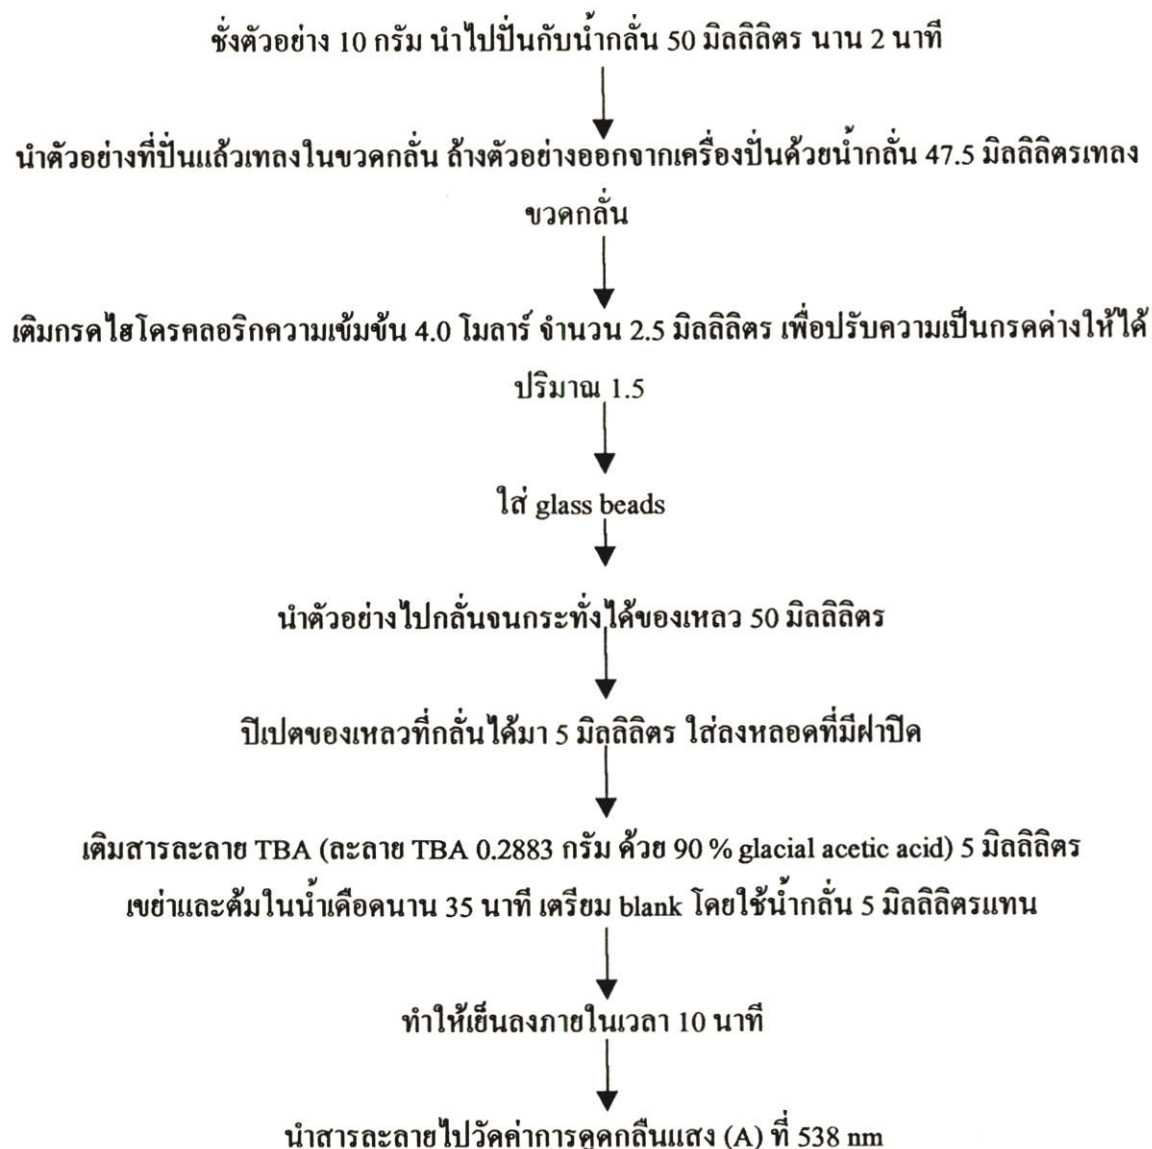 ชั่งตัวอย่าง 10 กรัม นำไปปั่นกับน้ำกลั่น 50 มิลลิลิตร นาน 2 นาที
นำตัวอย่างที่ปั่นแล้วเทลงในขวดกลั่น ล้างตัวอย่างออกจากเครื่องปั่นด้วยน้ำกลั่น 47.5 มิลลิลิตรเทลง
ขวดกลั่น
เติมกรดไฮโดรคลอริกความเข้มข้น 4.0 โมลาร์ จำนวน 2.5 มิลลิลิตร เพื่อปรับความเป็นกรดด่างให้ได้
ปริมาณ 1.5
ใส่ glass beads
นำตัวอย่างไปกลั่นจนกระทั่งได้ของเหลว 50 มิลลิลิตร
ปิเปตของเหลวที่กลั่นได้มา 5 มิลลิลิตร ใส่ลงหลอดที่มีฝาปิด
เติมสารละลาย TBA (ละลาย TBA 0.2883 กรัม ด้วย 90 % glacial acetic acid) 5 มิลลิลิตร
เขย่าและต้มในน้ำเดือดนาน 35 นาที เตรียม blank โดยใช้น้ำกลั่น 5 มิลลิลิตรแทน
ทำให้เย็นลงภายในเวลา 10 นาที
นำสารละลายไปวัดค่าการดูดกลืนแสง (A) ที่ 538 nm